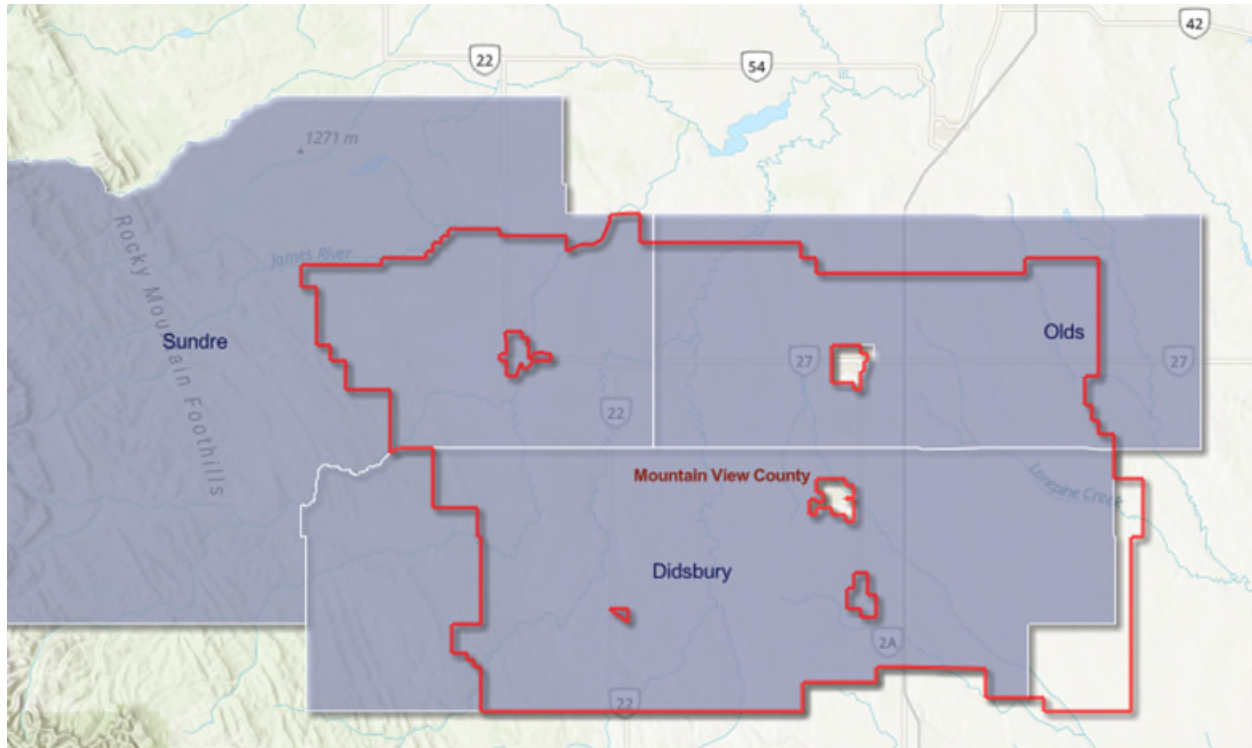 42
22
54
1271 m
James River
Rocky Mountain Foothills
Sundre
Olds
27
27
22
Mountain View County
Lonepine Creek
Didsbury
2A
22